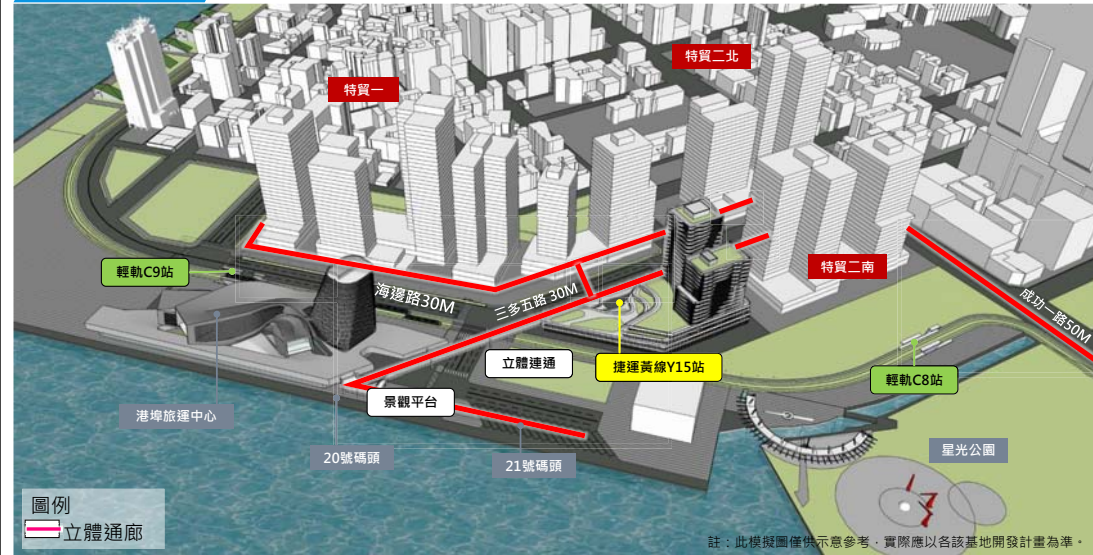 特貿二北
特貿一
特貿二南
輕軌C9站
海邊路30M
三多五路 30M
成功一路50M
立體連通
捷運黃線Y15站
輕軌C8站
景觀平台
港埠旅運中心
20號碼頭
21號碼頭
星光公園
圖例
立體通廊
註：此模擬圖僅供示意參考，實際應以各該基地開發計畫為準。